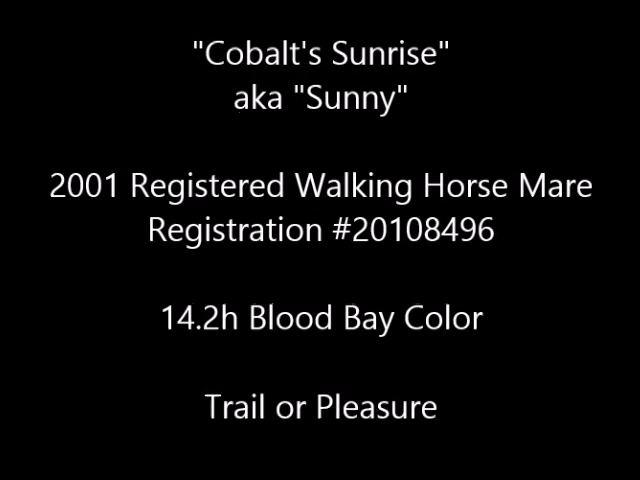 "Cobalt's Sunrise"
aka "Sunny"
2001 Registered Walking Horse Mare
Registration #20108496
14.2h Blood Bay Color
Trail or Pleasure